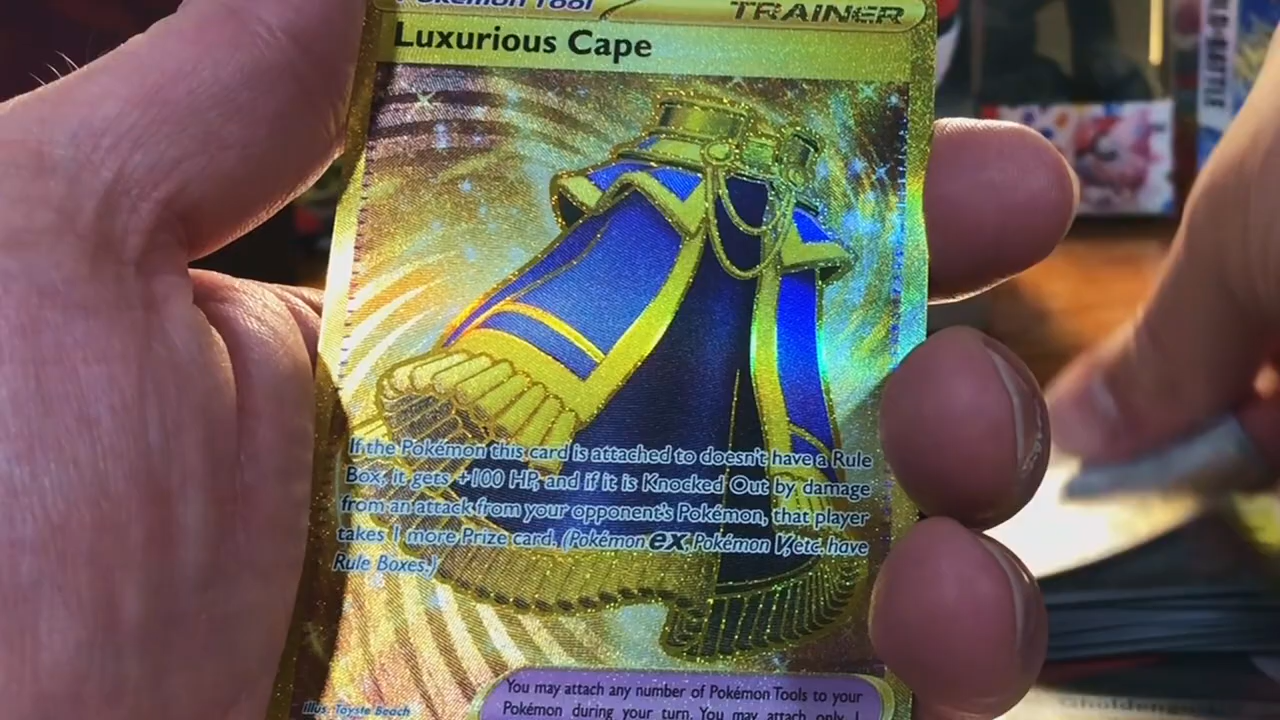 Pokémon Tool
TRAINER
Luxurious Cape
If the Pokémon this card is attached to doesn't have a Rule
Box, it gets +100 HP, and if it is Knocked Out by damage
from an attack from your opponent's Pokémon, that player
takes 1 more Prize card. (Pokémon ex, Pokémon V, etc. have
Rule Boxes.)
You may attach any number of Pokémon Tools to your
Pokémon during your turn. You may attach only 1
Illus. Toyste Beach